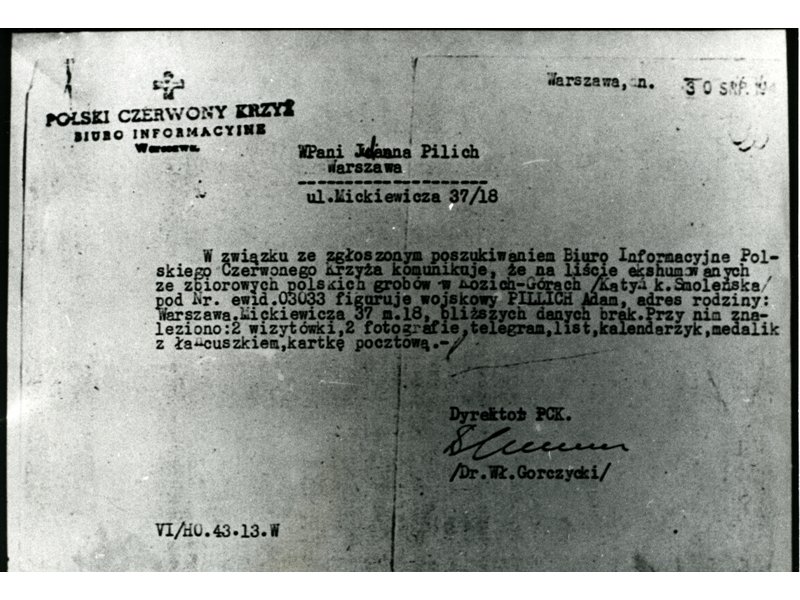 Warszawa, n. 30 SRP. 194
POLSKI CZERWONY KRZYŻ
BIURO INFORMACYJNE
Warszawa.
WPani Joanna Pilich
Warszawa
ul.Mickiewicza 37/18
W związku ze zgłoszonym poszukiwaniem Biuro Informacyjne Pol-
skiego Czerwonego Krzyża komunikuje, że na liście ekshumowanych
ze zbiorowych polskich grobów w Kozich-Górach /Katyń k.Smoleńska/
pod Nr. ewid.03033 figuruje wojskowy PILLICH Adam, adres rodziny:
Warszawa.Mickiewicza 37 m.18, bliższych danych brak.Przy nim zna-
leziono:2 wizytówki,2 fotografie,telegram,list,kalendarzyk,medalik
z łańcuszkiem,kartkę pocztową.-
Dyrektor PCK.
/Dr.Wł.Gorczycki/
VI/HO.43.13.W